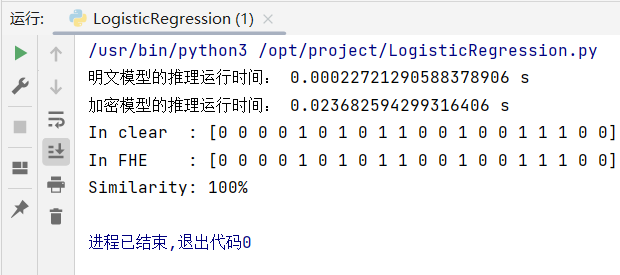 运行: LogisticRegression (1) ×
/usr/bin/python3 /opt/project/LogisticRegression.py
明文模型的推理运行时间: 0.00022721290588378906 s
加密模型的推理运行时间: 0.023682594299316406 s
In clear  : [0 0 0 0 1 0 1 0 1 1 0 0 1 0 0 1 1 1 0 0]
In FHE    : [0 0 0 0 1 0 1 0 1 1 0 0 1 0 0 1 1 1 0 0]
Similarity: 100%
进程已结束,退出代码0